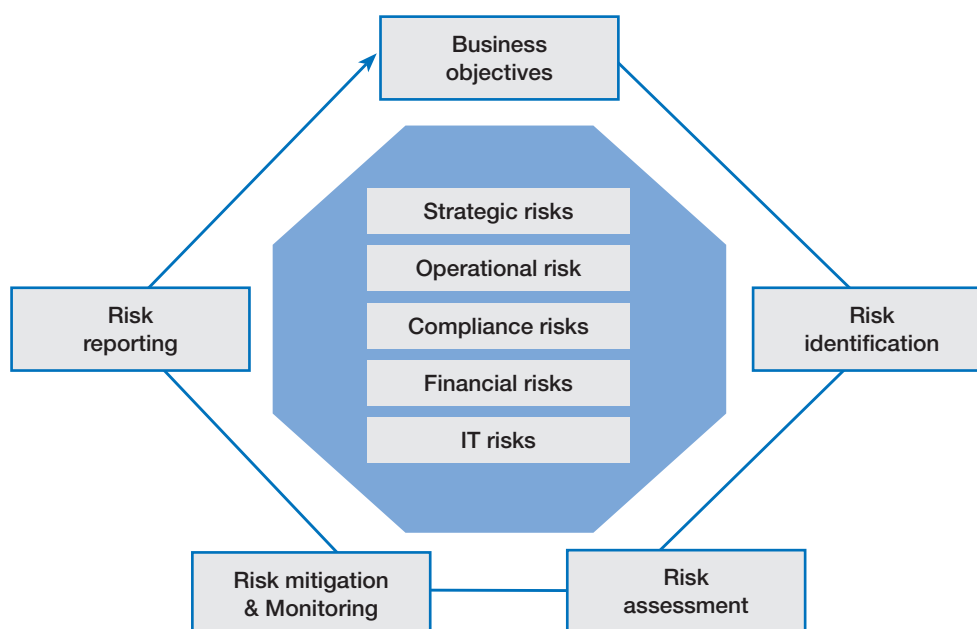 Business
objectives
Strategic risks
Operational risk
Compliance risks
Financial risks
IT risks
Risk
reporting
Risk
identification
Risk mitigation
& Monitoring
Risk
assessment